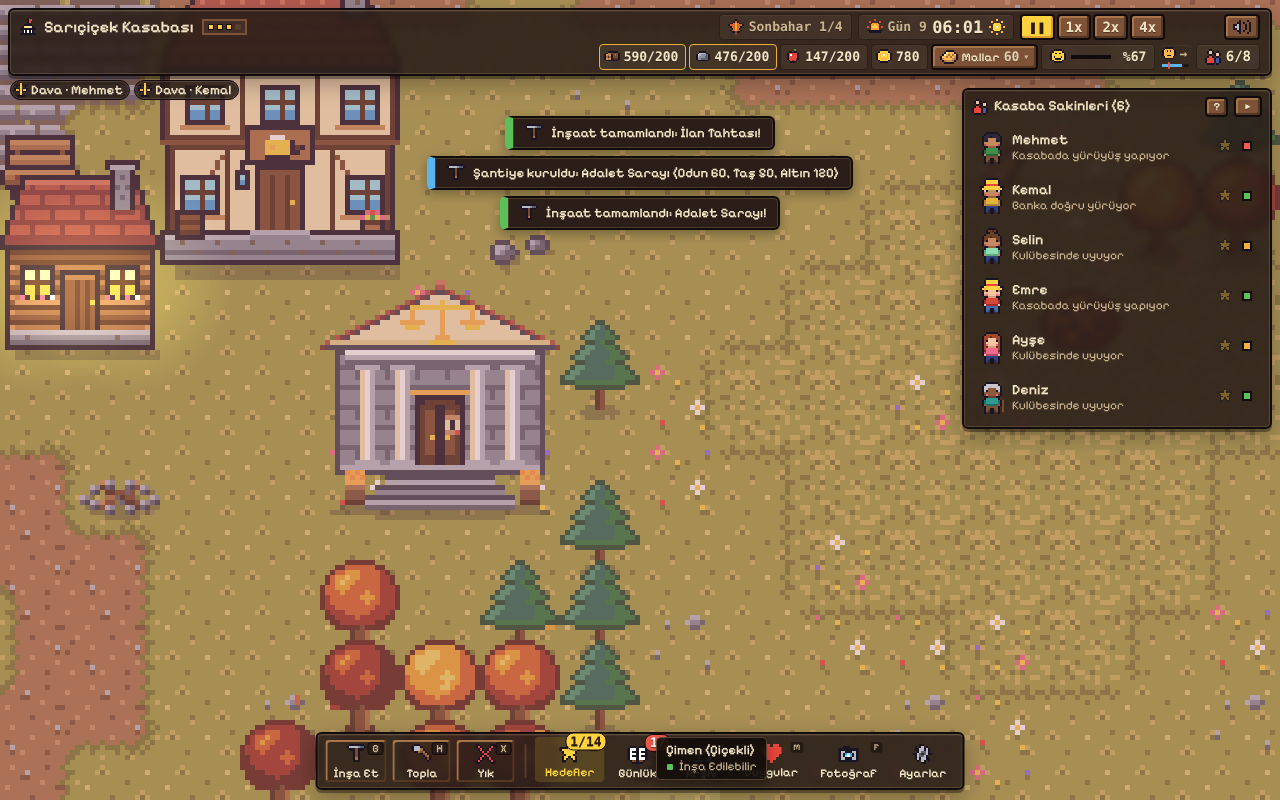 Sarıçiçek Kasabası
Sonbahar 1/4
Gün 9 06:01
1x
2x
4x
590/200
476/200
147/200
780
Mallar 60
%67
6/8
Dava · Mehmet
Dava · Kemal
İnşaat tamamlandı: İlan Tahtası!
Şantiye kuruldu: Adalet Sarayı (Odun 60, Taş 80, Altın 180)
İnşaat tamamlandı: Adalet Sarayı!
Kasaba Sakinleri (6)
?
Mehmet
Kasabada yürüyüş yapıyor
Kemal
Banka doğru yürüyor
Selin
Kulübesinde uyuyor
Emre
Kasabada yürüyüş yapıyor
Ayşe
Kulübesinde uyuyor
Deniz
Kulübesinde uyuyor
İnşa Et
H
Topla
X
Yık
1/14
Hedefler
Günlük
Çimen (Çiçekli)
İnşa Edilebilir
M
F
Fotoğraf
Ayarlar